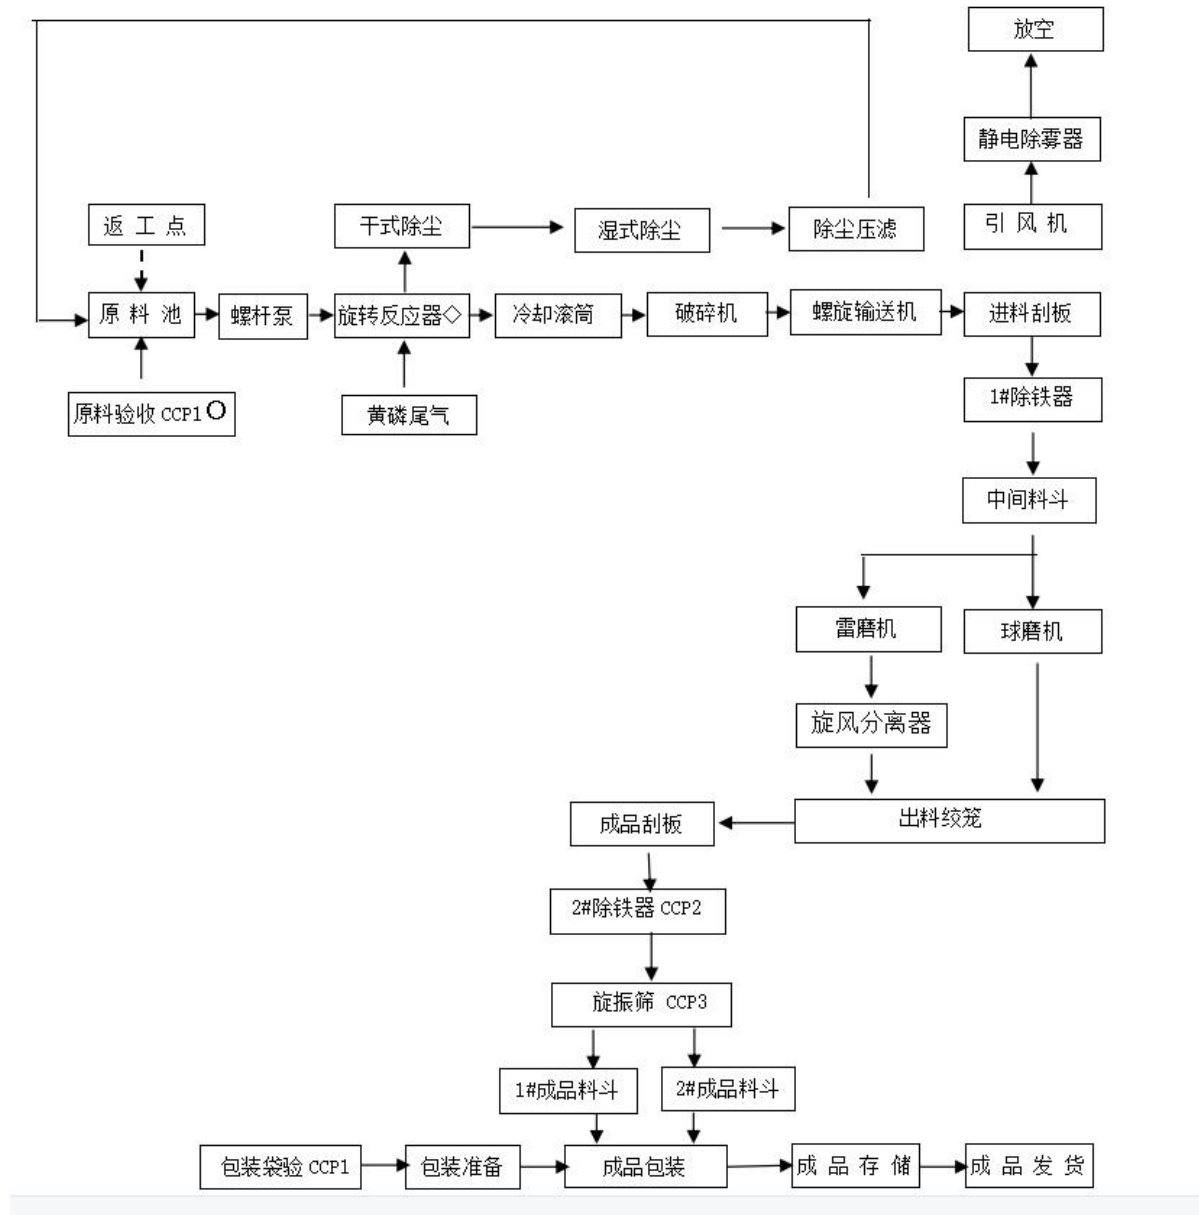 放空
静电除雾器
返 工 点
干式除尘
湿式除尘
除尘压滤
引 风 机
原 料 池
螺杆泵
旋转反应器◇
冷却滚筒
破碎机
螺旋输送机
进料刮板
原料验收 CCP1 O
黄磷尾气
1#除铁器
中间料斗
雷磨机
球磨机
旋风分离器
成品刮板
出料绞笼
2#除铁器 CCP2
旋振筛 CCP3
1#成品料斗
2#成品料斗
包装袋验 CCP1
包装准备
成品包装
成 品 存 储
成 品 发 货